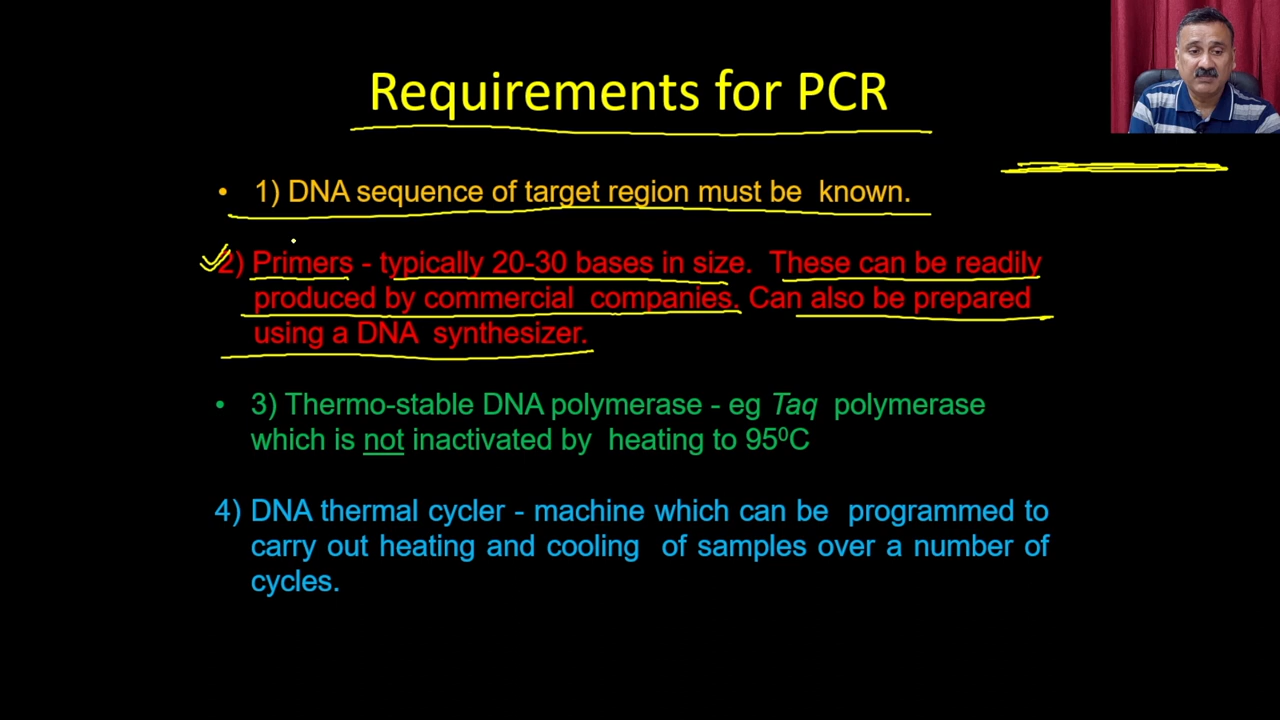 Requirements for PCR
• 1) DNA sequence of target region must be known.
2) Primers - typically 20-30 bases in size. These can be readily
produced by commercial companies. Can also be prepared
using a DNA synthesizer.
• 3) Thermo-stable DNA polymerase - eg Taq polymerase
which is not inactivated by heating to 95⁰C
4) DNA thermal cycler - machine which can be programmed to
carry out heating and cooling of samples over a number of
cycles.